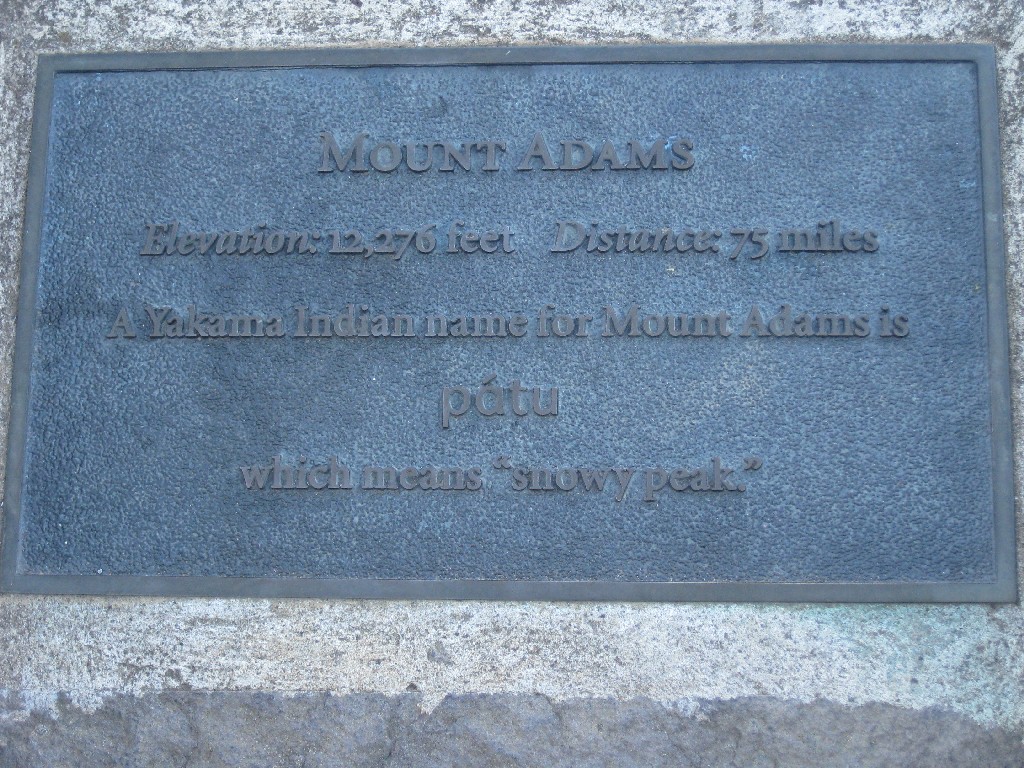 MOUNT ADAMS
Elevation: 12,276 feet Distance: 75 miles
A Yakama Indian name for Mount Adams is
pátu
which means “snowy peak.”